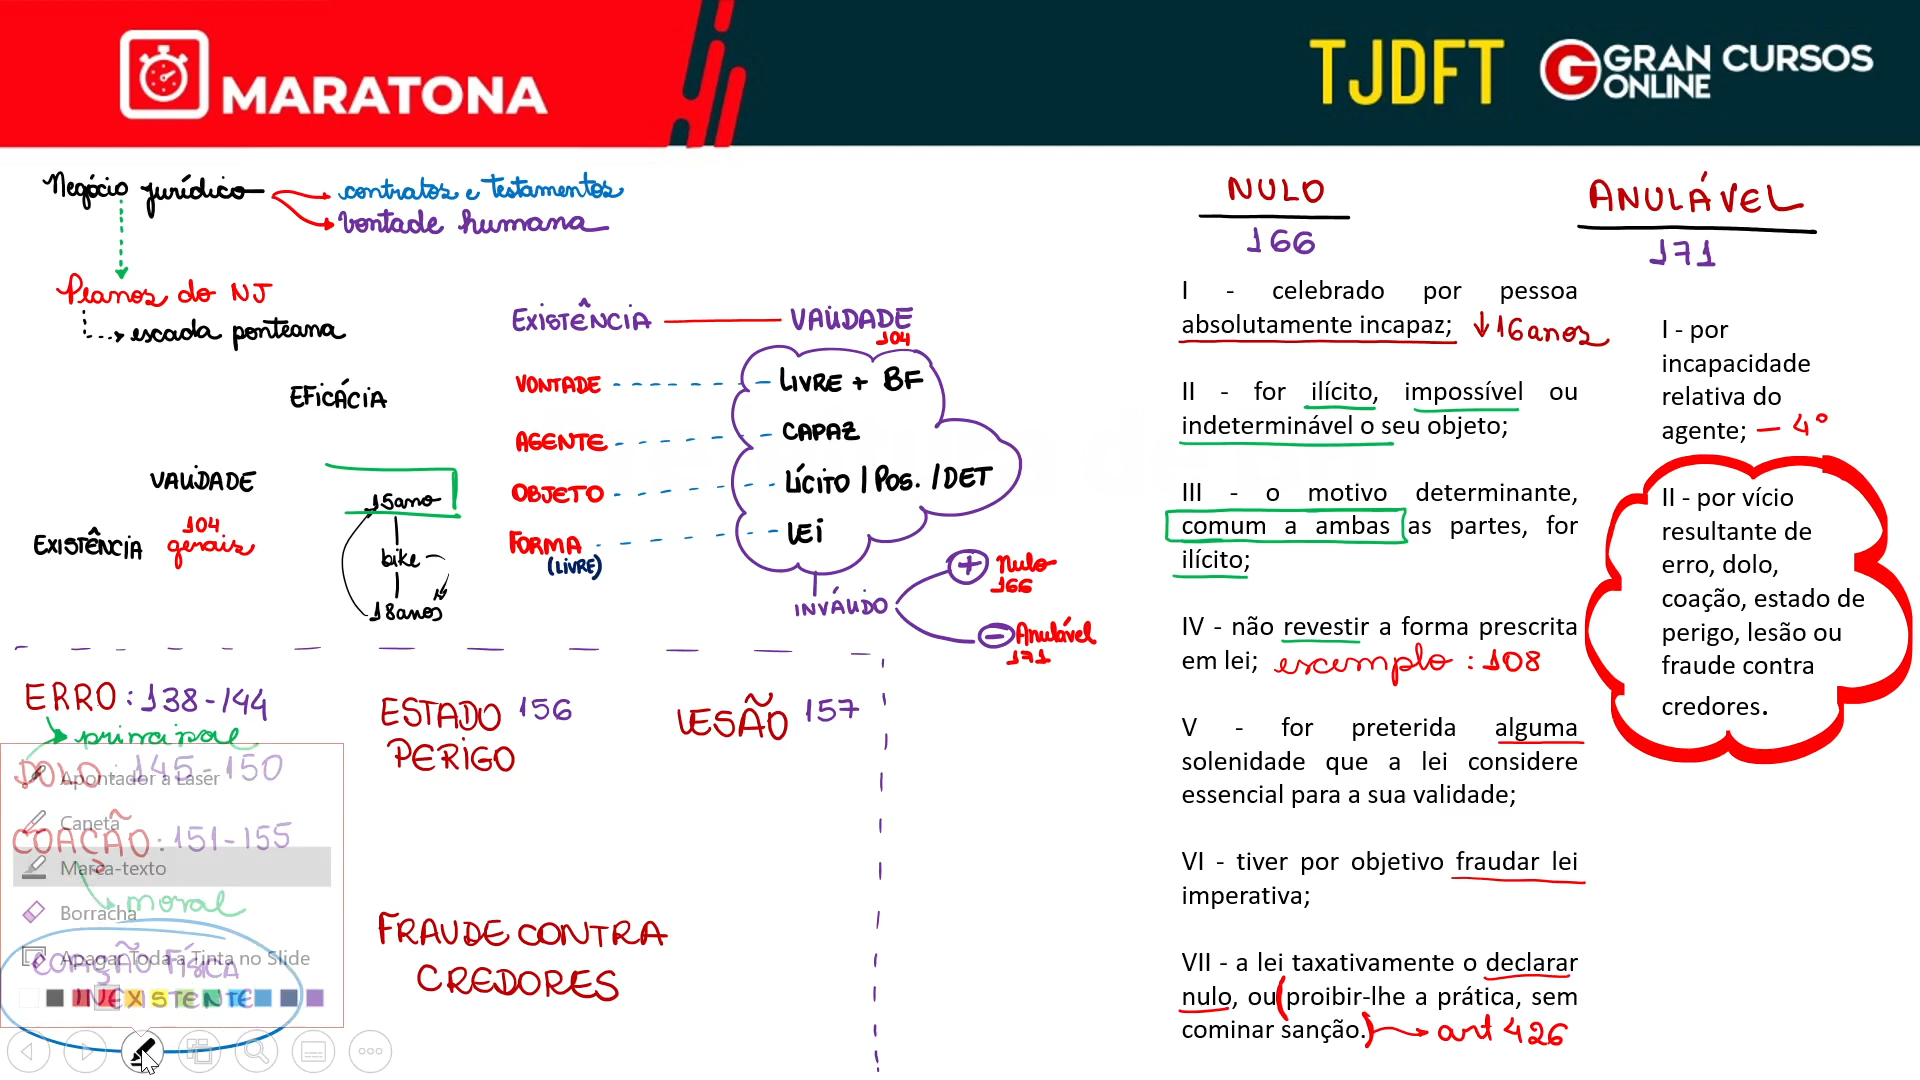 MARATONA
TJDFT
GRAN CURSOS
ONLINE
Negócio jurídico
contratos e testamentos
vontade humana
Planos do NJ
escada ponteana
EFICÁCIA
VALIDADE
EXISTÊNCIA
104
gerais
15ano
bike
18anos
EXISTÊNCIA
VALIDADE
104
VONTADE
LIVRE + BF
AGENTE
CAPAZ
OBJETO
LÍCITO / POS. / DET
FORMA
(LIVRE)
LEI
INVÁLIDO
+ Nulo
166
- Anulável
171
ERRO: 138-144
principal
DOLO: 145-150
Apontador a Laser
Caneta
COAÇÃO: 151-155
Marca-texto
moral
Borracha
Apagar Toda a Tinta no Slide
COAÇÃO FÍSICA
INEXISTENTE
ESTADO 156
PERIGO
LESÃO 157
FRAUDE CONTRA
CREDORES
NULO
166
I - celebrado por pessoa
absolutamente incapaz; ↓16anos
II - for ilícito, impossível ou
indeterminável o seu objeto;
III - o motivo determinante,
comum a ambas as partes, for
ilícito;
IV - não revestir a forma prescrita
em lei; exemplo : 108
V - for preterida alguma
solenidade que a lei considere
essencial para a sua validade;
VI - tiver por objetivo fraudar lei
imperativa;
VII - a lei taxativamente o declarar
nulo, ou (proibir-lhe a prática, sem
cominar sanção.) → art 426
ANULÁVEL
171
I - por
incapacidade
relativa do
agente; — 4º
II - por vício
resultante de
erro, dolo,
coação, estado de
perigo, lesão ou
fraude contra
credores.